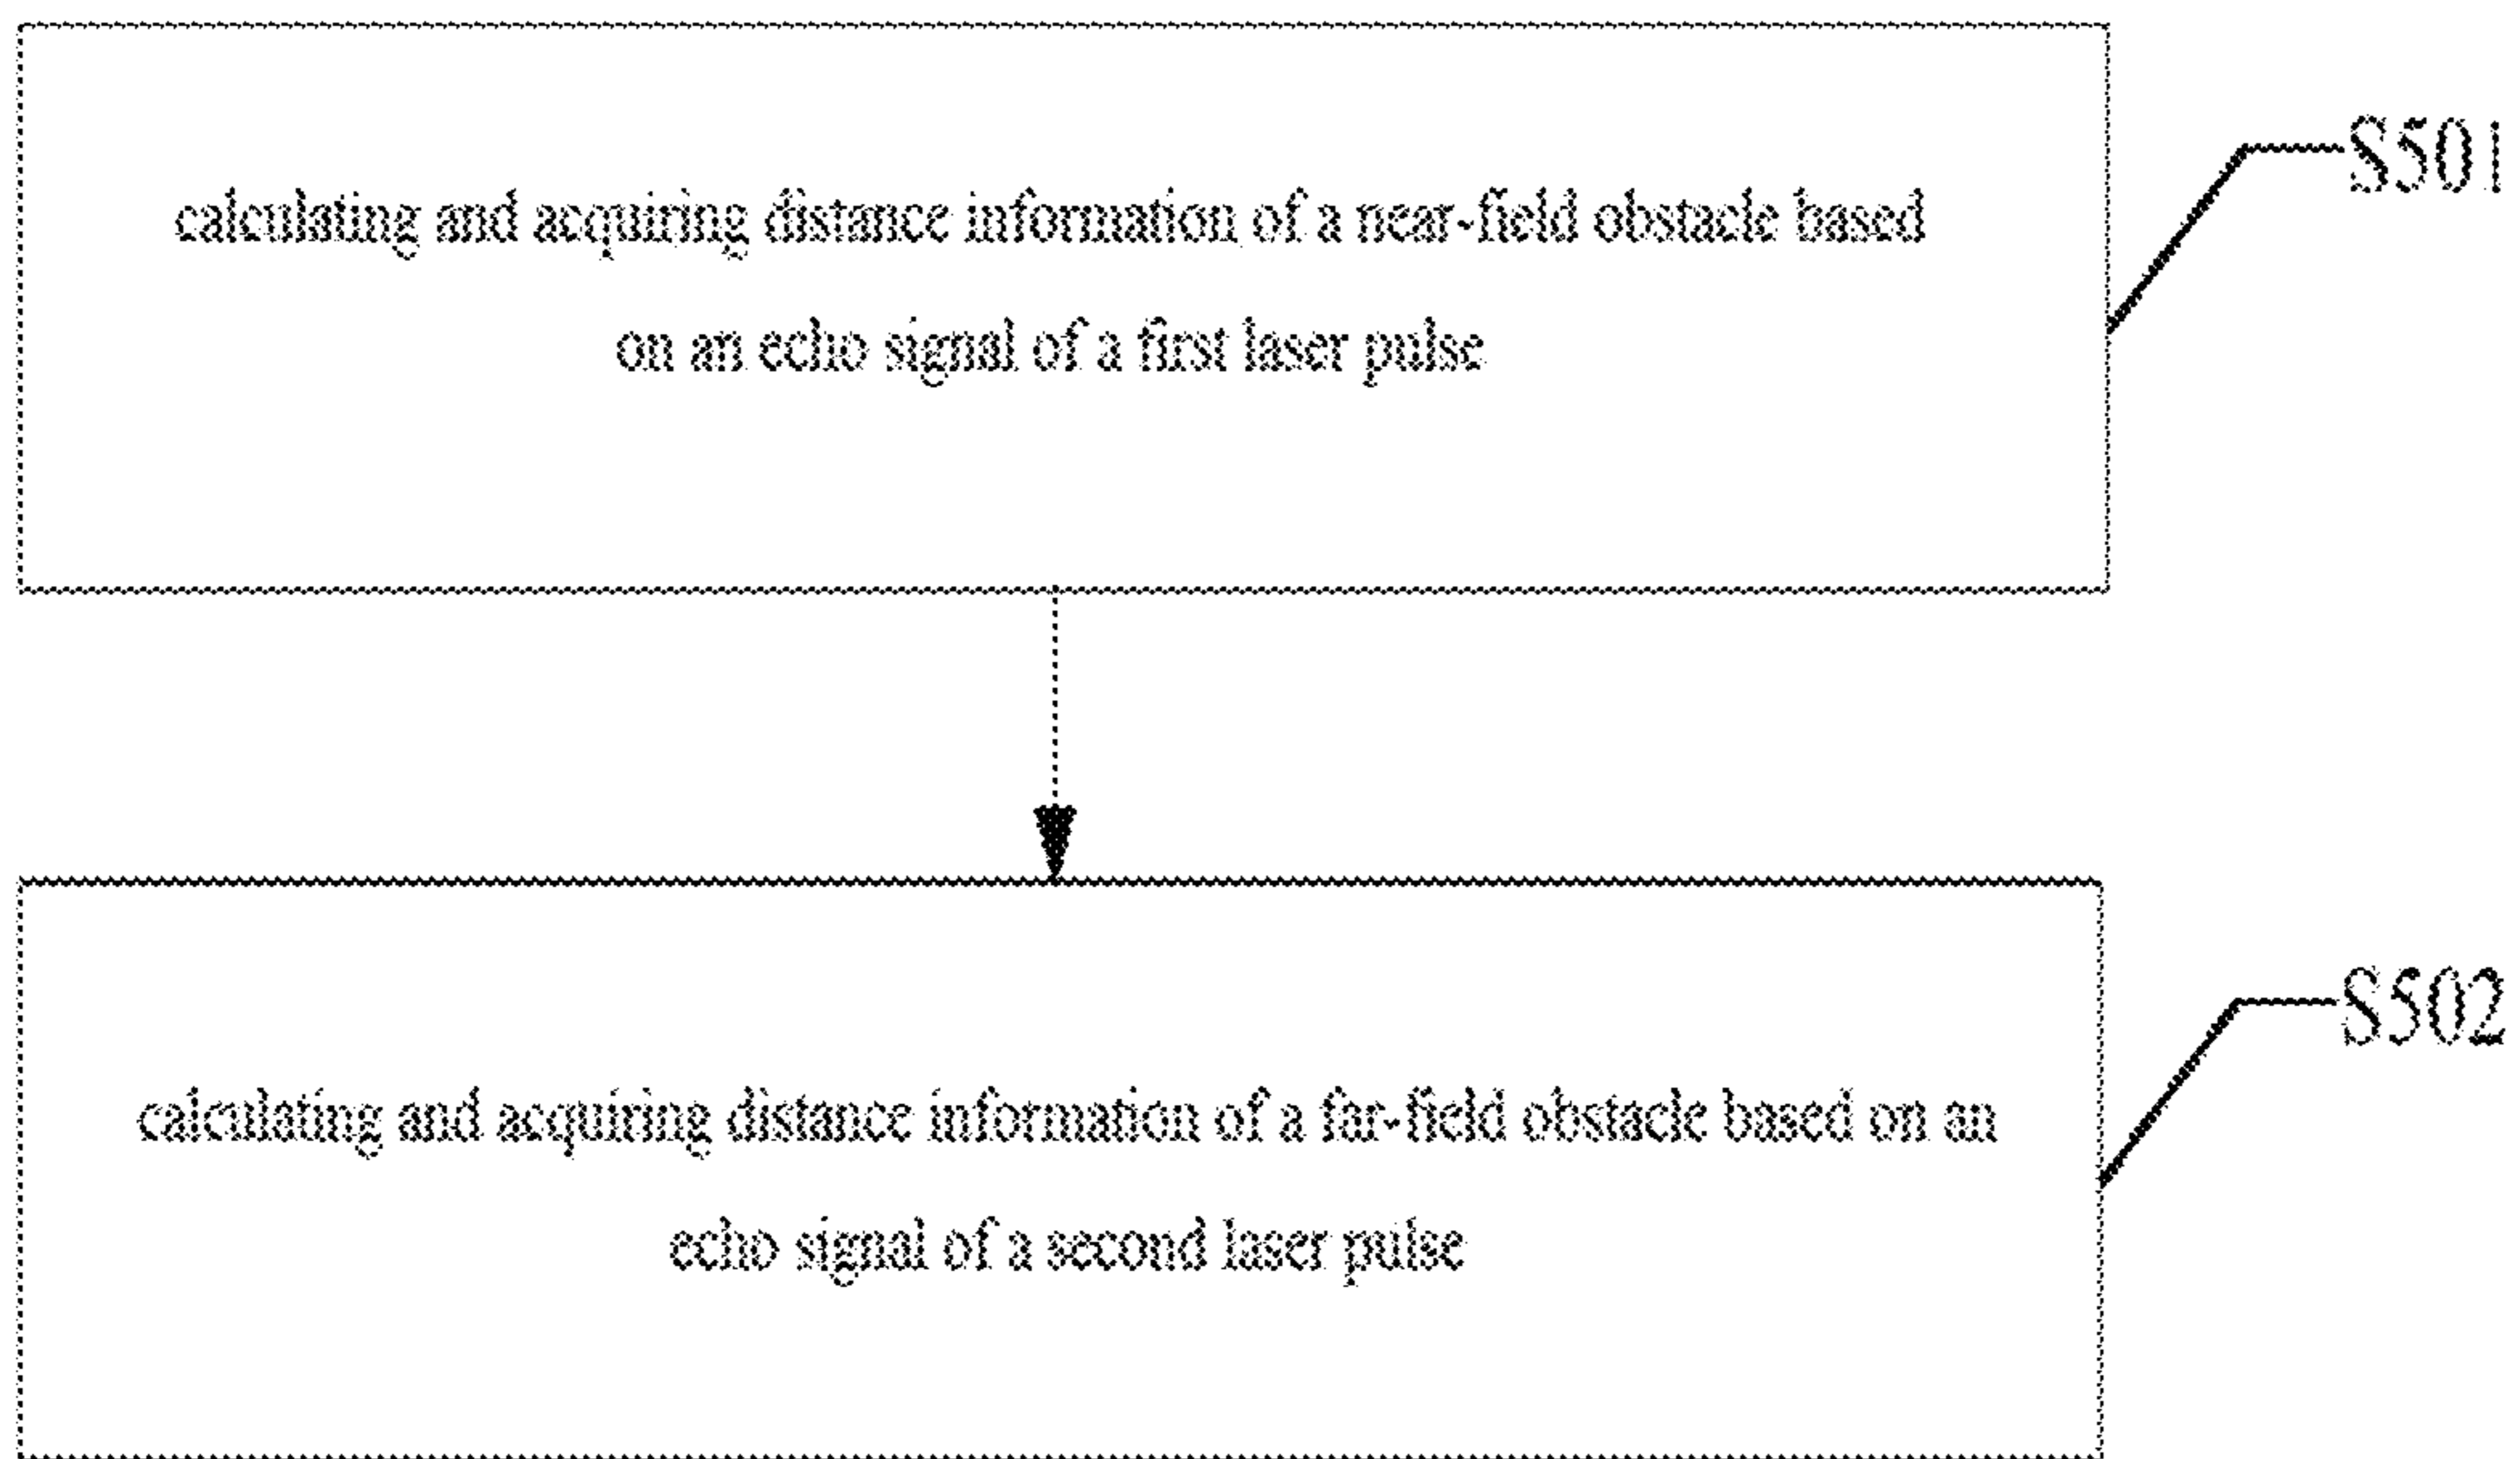 calculating and acquiring distance information of a near-field obstacle based
on an echo signal of a first laser pulse
S501
calculating and acquiring distance information of a far-field obstacle based on an
echo signal of a second laser pulse
S502